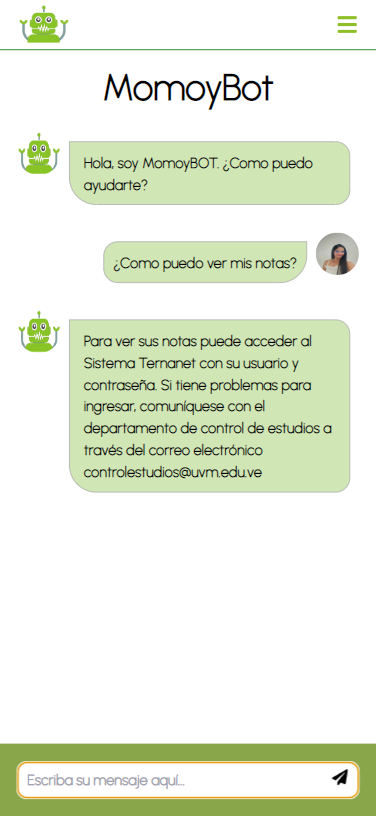 MomoyBot
Hola, soy MomoyBOT. ¿Como puedo
ayudarte?
¿Como puedo ver mis notas?
Para ver sus notas puede acceder al
Sistema Ternanet con su usuario y
contraseña. Si tiene problemas para
ingresar, comuníquese con el
departamento de control de estudios a
través del correo electrónico
controlestudios@uvm.edu.ve
Escriba su mensaje aquí...